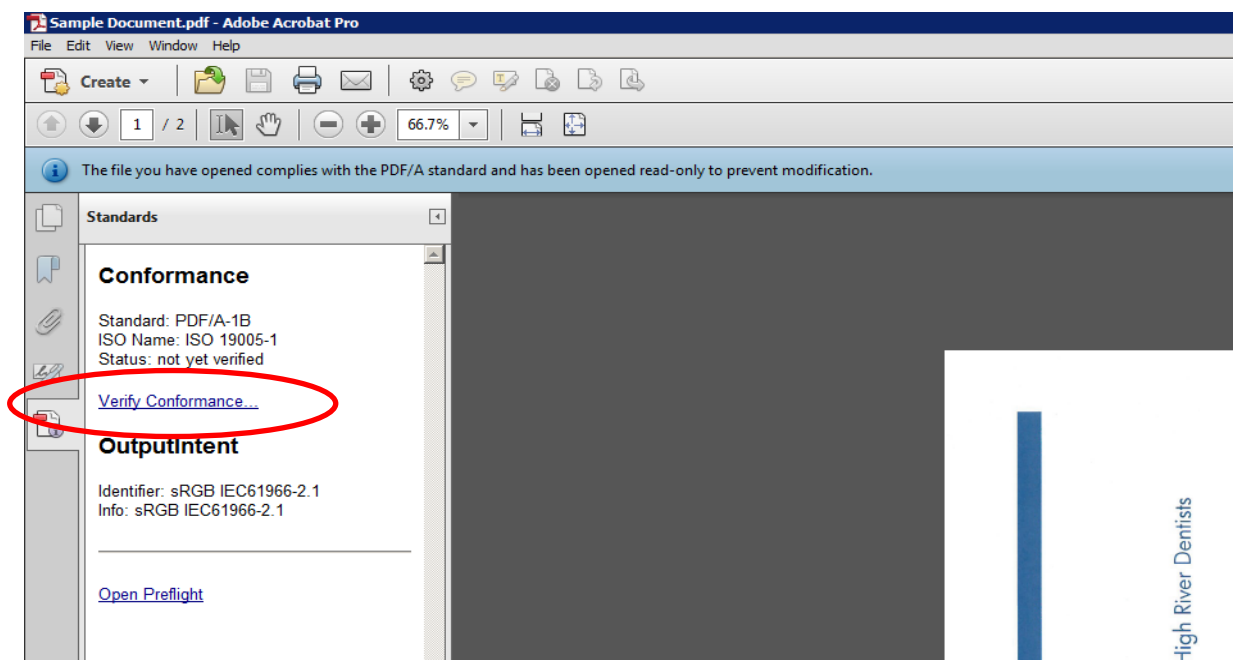 Sample Document.pdf - Adobe Acrobat Pro
File Edit View Window Help
Create
1 / 2 66.7%
The file you have opened complies with the PDF/A standard and has been opened read-only to prevent modification.
Standards
Conformance
Standard: PDF/A-1B
ISO Name: ISO 19005-1
Status: not yet verified
Verify Conformance...
OutputIntent
Identifier: sRGB IEC61966-2.1
Info: sRGB IEC61966-2.1
Open Preflight
High River Dentists